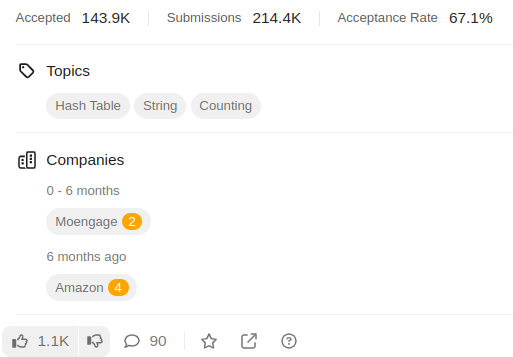 Accepted 143.9K Submissions 214.4K Acceptance Rate 67.1%
Topics
Hash Table String Counting
Companies
0 - 6 months
Moengage 2
6 months ago
Amazon 4
1.1K 90